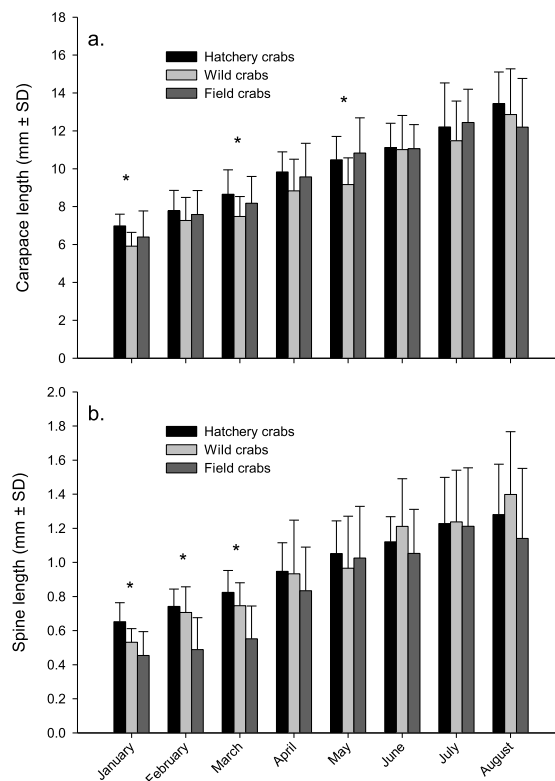 a.
Hatchery crabs
Wild crabs
Field crabs
*
*
*
Carapace length (mm ± SD)
18
16
14
12
10
8
6
4
2
0
b.
Hatchery crabs
Wild crabs
Field crabs
*
*
*
Spine length (mm ± SD)
2.0
1.8
1.6
1.4
1.2
1.0
0.8
0.6
0.4
0.2
0.0
January
February
March
April
May
June
July
August